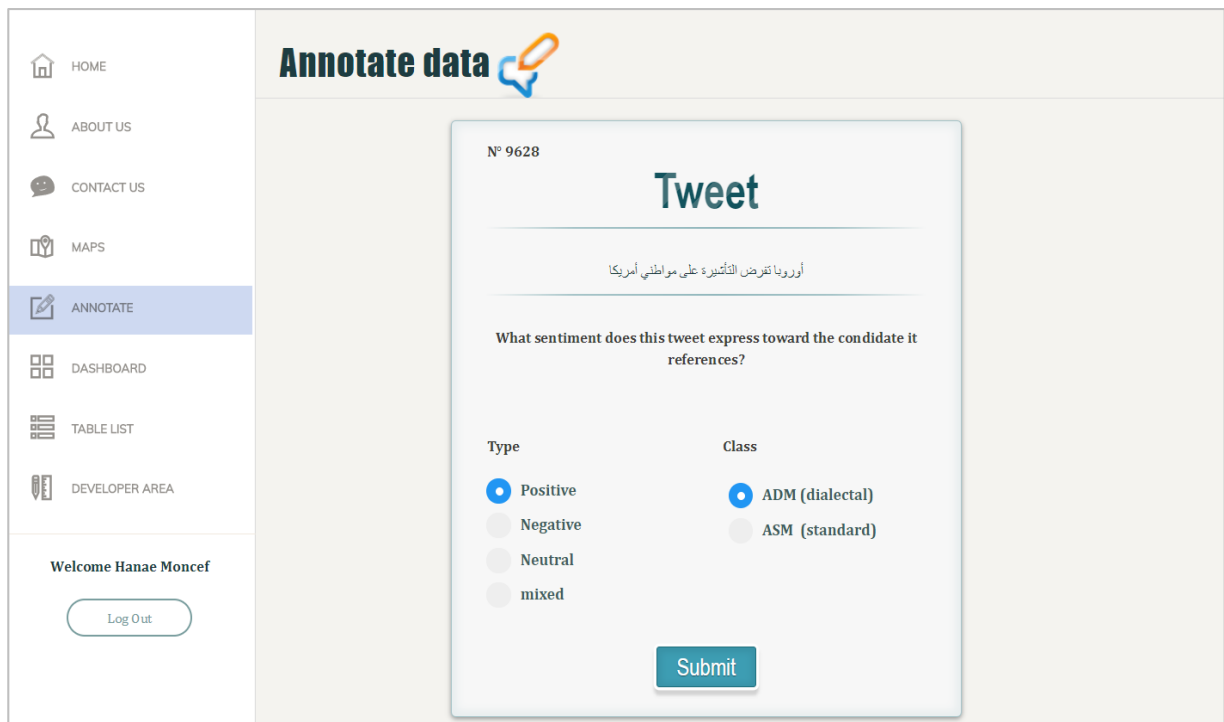 HOME
ABOUT US
CONTACT US
MAPS
ANNOTATE
DASHBOARD
TABLE LIST
DEVELOPER AREA
Welcome Hanae Moncef
Log Out
Annotate data
N° 9628
Tweet
أوروبا تفرض التأشيرة على مواطني أمريكا
What sentiment does this tweet express toward the condidate it
references?
Type
Positive
Negative
Neutral
mixed
Class
ADM (dialectal)
ASM (standard)
Submit